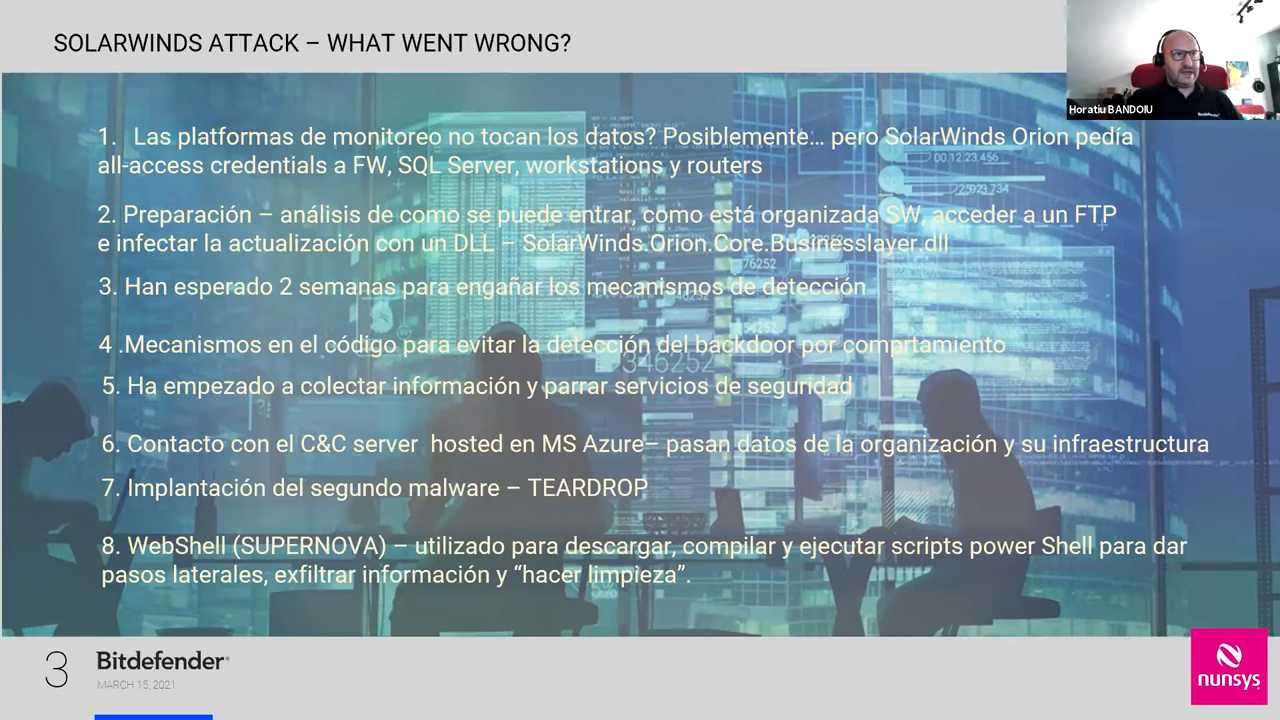 SOLARWINDS ATTACK – WHAT WENT WRONG?
Horatiu BANDOIU
Bitdefender
1. Las platformas de monitoreo no tocan los datos? Posiblemente... pero SolarWinds Orion pedía
all-access credentials a FW, SQL Server, workstations y routers
2. Preparación – análisis de como se puede entrar, como está organizada SW, acceder a un FTP
e infectar la actualización con un DLL – SolarWinds.Orion.Core.Businesslayer.dll
3. Han esperado 2 semanas para engañar los mecanismos de detección
4 .Mecanismos en el código para evitar la detección del backdoor por comprtamiento
5. Ha empezado a colectar información y parrar servicios de seguridad
6. Contacto con el C&C server hosted en MS Azure– pasan datos de la organización y su infraestructura
7. Implantación del segundo malware – TEARDROP
8. WebShell (SUPERNOVA) – utilizado para descargar, compilar y ejecutar scripts power Shell para dar
pasos laterales, exfiltrar información y “hacer limpieza”.
00.12.23.456
76252
346252
3
Bitdefender®
MARCH 15, 2021
nunsys